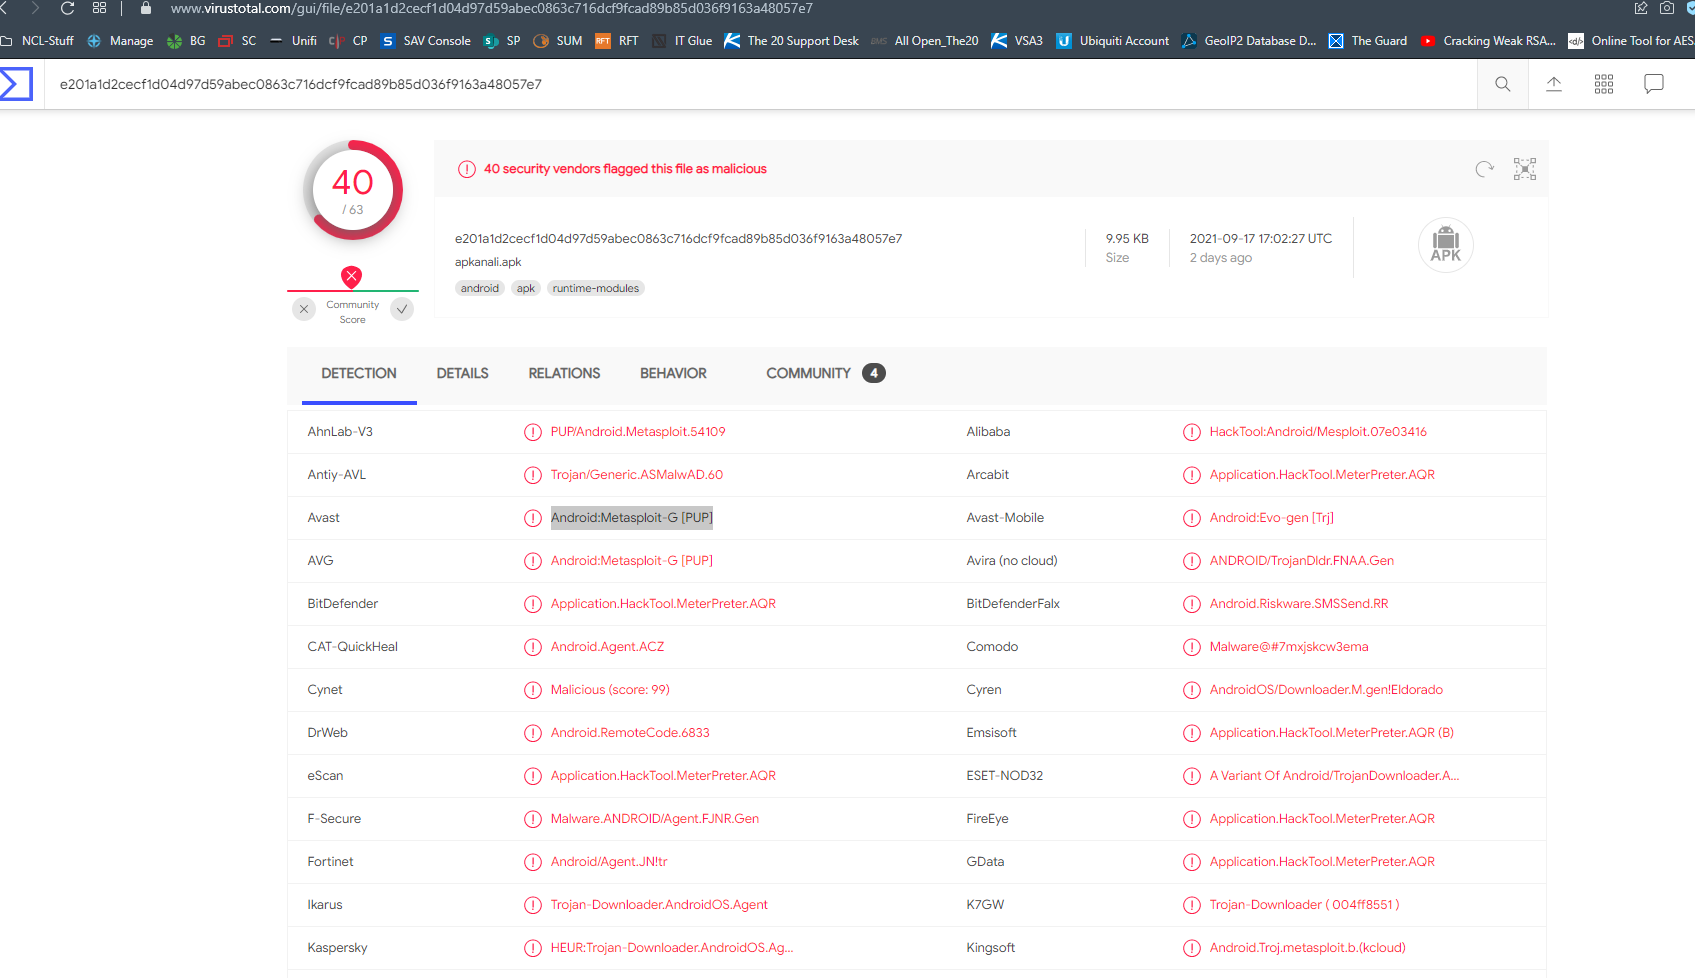 www.virustotal.com/gui/file/e201a1d2cecf1d04d97d59abec0863c716dcf9fcad89b85d036f9163a48057e7
NCL-Stuff Manage BG SC Unifi CP SAV Console SP SUM RFT IT Glue The 20 Support Desk All Open_The20 VSA3 Ubiquiti Account GeoIP2 Database D... The Guard Cracking Weak RSA... Online Tool for AES
e201a1d2cecf1d04d97d59abec0863c716dcf9fcad89b85d036f9163a48057e7
40
/ 63
Community
Score
40 security vendors flagged this file as malicious
e201a1d2cecf1d04d97d59abec0863c716dcf9fcad89b85d036f9163a48057e7
apkanali.apk
android apk runtime-modules
9.95 KB
Size
2021-09-17 17:02:27 UTC
2 days ago
APK
DETECTION DETAILS RELATIONS BEHAVIOR COMMUNITY 4
AhnLab-V3 PUP/Android.Metasploit.54109 Alibaba HackTool:Android/Mesploit.07e03416
Antiy-AVL Trojan/Generic.ASMalwAD.60 Arcabit Application.HackTool.MeterPreter.AQR
Avast Android:Metasploit-G [PUP] Avast-Mobile Android:Evo-gen [Trj]
AVG Android:Metasploit-G [PUP] Avira (no cloud) ANDROID/TrojanDldr.FNAA.Gen
BitDefender Application.HackTool.MeterPreter.AQR BitDefenderFalx Android.Riskware.SMSSend.RR
CAT-QuickHeal Android.Agent.ACZ Comodo Malware@#7mxjskcw3ema
Cynet Malicious (score: 99) Cyren AndroidOS/Downloader.M.gen!Eldorado
DrWeb Android.RemoteCode.6833 Emsisoft Application.HackTool.MeterPreter.AQR (B)
eScan Application.HackTool.MeterPreter.AQR ESET-NOD32 A Variant Of Android/TrojanDownloader.A...
F-Secure Malware.ANDROID/Agent.FJNR.Gen FireEye Application.HackTool.MeterPreter.AQR
Fortinet Android/Agent.JN!tr GData Application.HackTool.MeterPreter.AQR
Ikarus Trojan-Downloader.AndroidOS.Agent K7GW Trojan-Downloader ( 004ff8551 )
Kaspersky HEUR:Trojan-Downloader.AndroidOS.Ag... Kingsoft Android.Troj.metasploit.b.(kcloud)